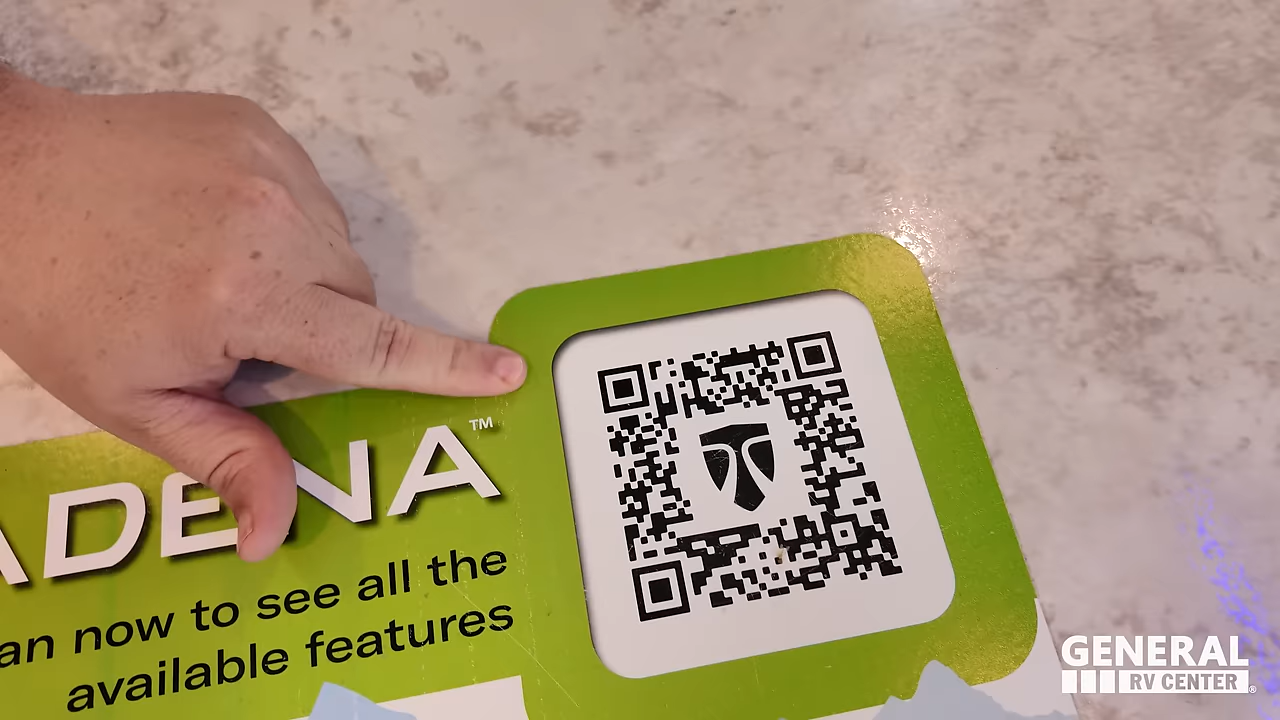 ADENA™
an now to see all the
available features
GENERAL
RV CENTER®